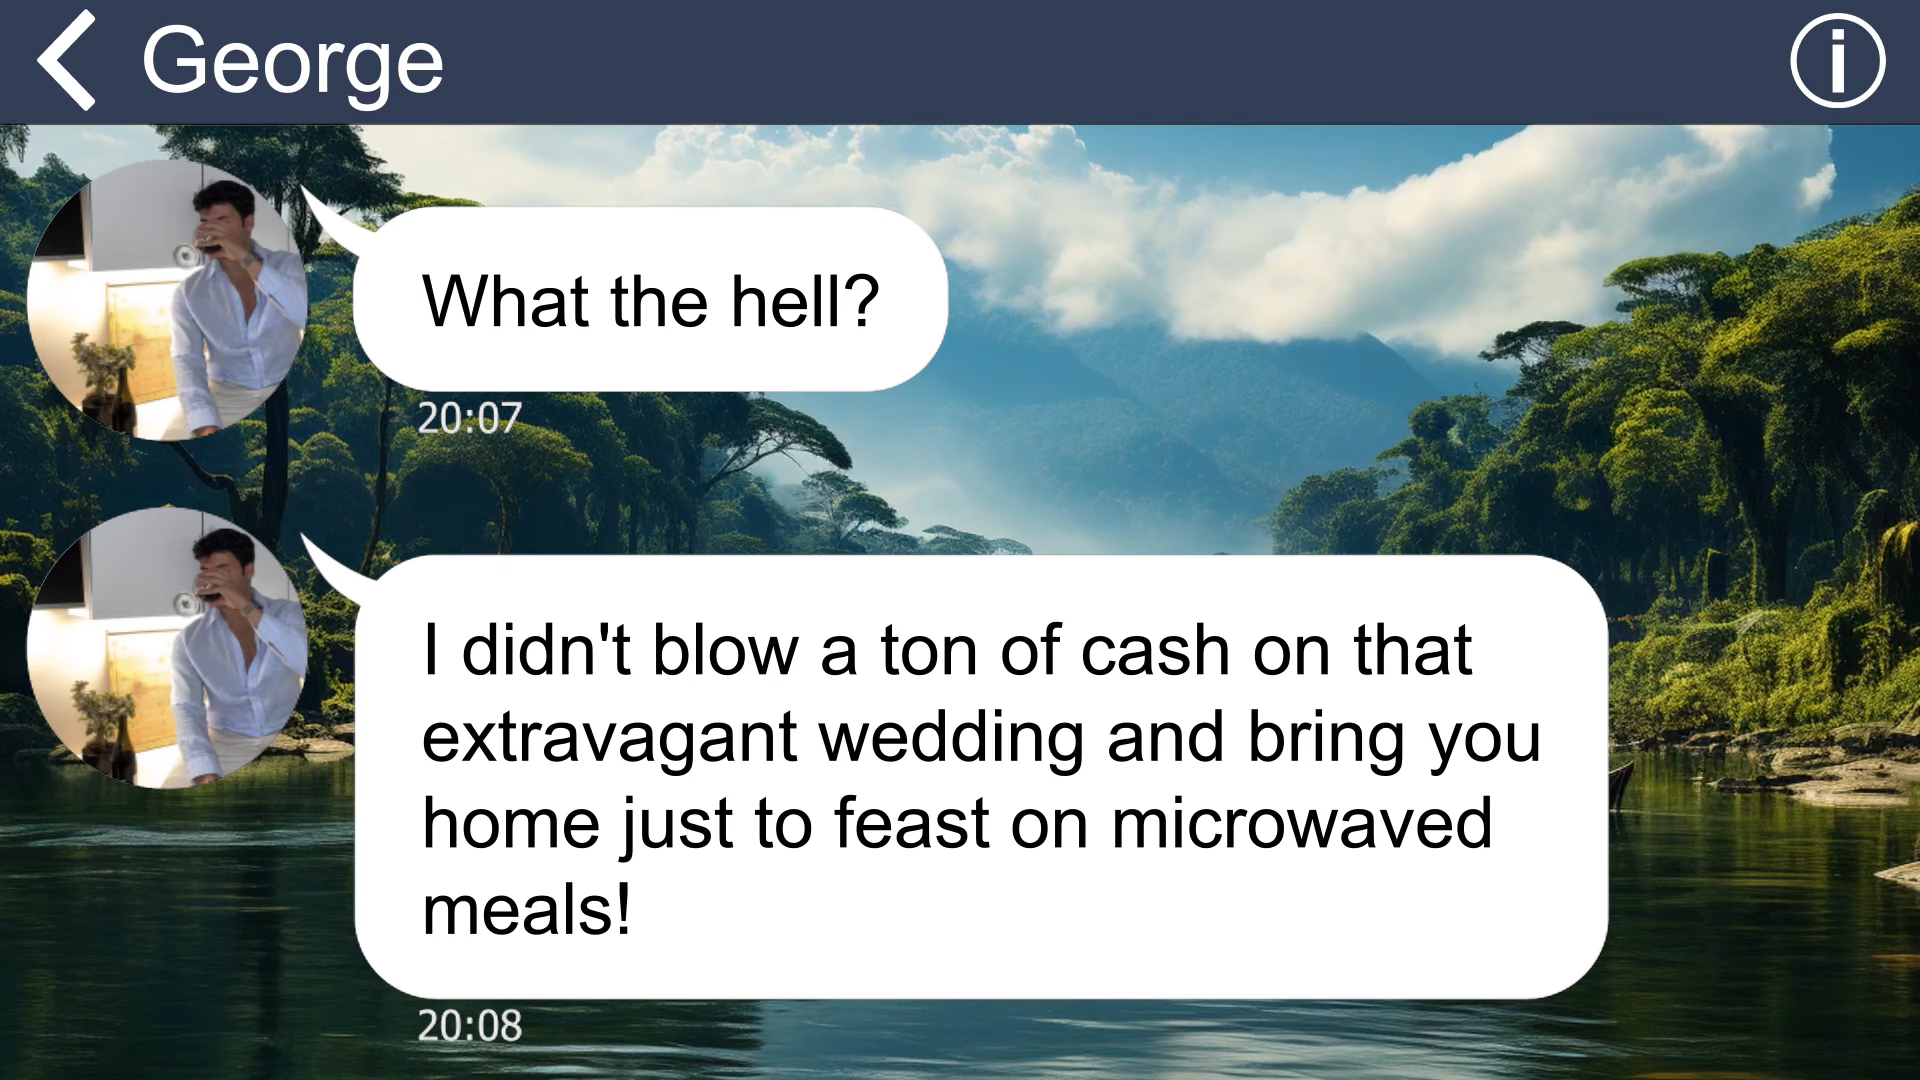 George
What the hell?
20:07
I didn't blow a ton of cash on that
extravagant wedding and bring you
home just to feast on microwaved
meals!
20:08